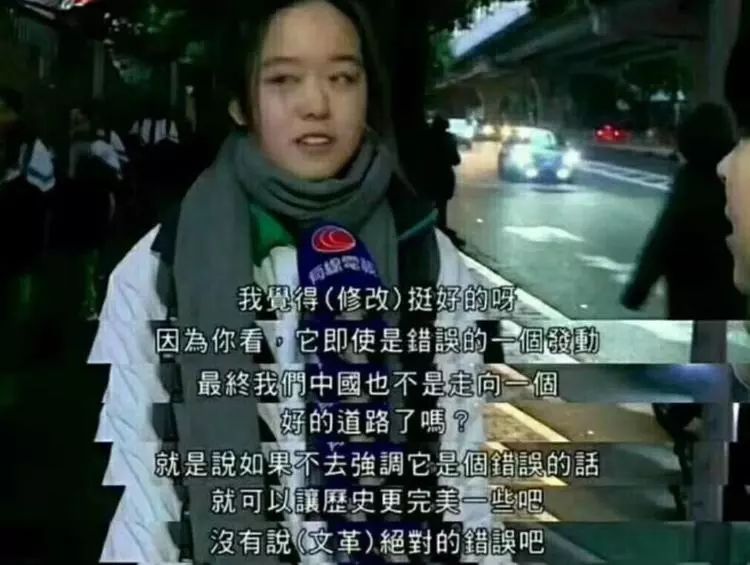 有線電視
我覺得(修改)挺好的呀
因為你看，它即使是錯誤的一個發動
最終我們中國也不是走向一個
好的道路了嗎？
就是說如果不去強調它是個錯誤的話
就可以讓歷史更完美一些吧
沒有說(文革)絕對的錯誤吧